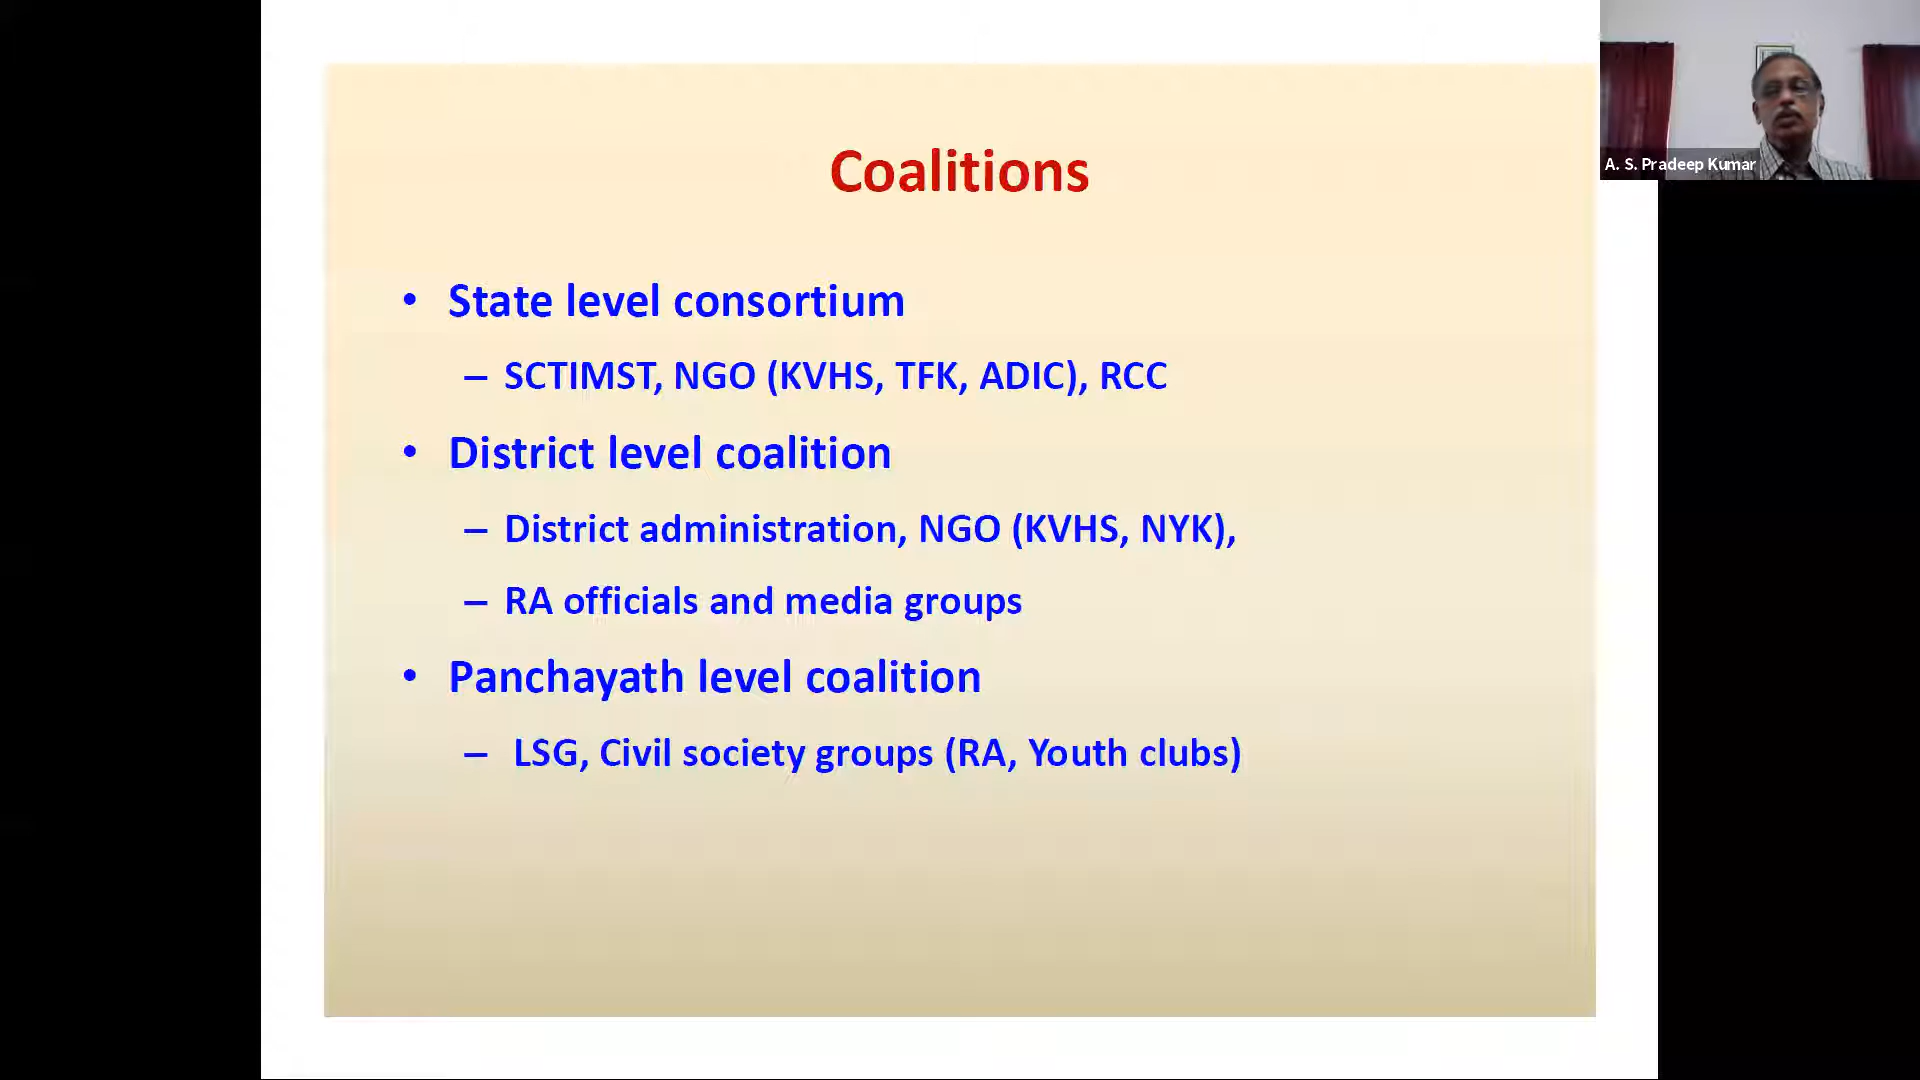 Coalitions
• State level consortium
– SCTIMST, NGO (KVHS, TFK, ADIC), RCC
• District level coalition
– District administration, NGO (KVHS, NYK),
– RA officials and media groups
• Panchayath level coalition
– LSG, Civil society groups (RA, Youth clubs)
A. S. Pradeep Kumar